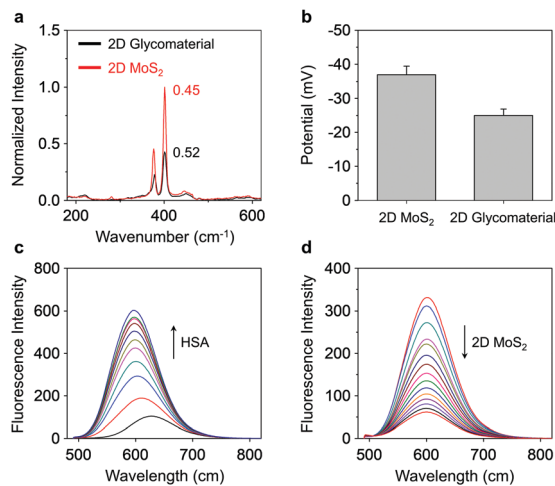 a
Normalized Intensity
1.5
1.0
0.5
0.0
2D Glycomaterial
2D MoS₂
0.45
0.52
200 400 600
Wavenumber (cm⁻¹)
b
Potential (mV)
-50
-40
-30
-20
-10
0
2D MoS₂ 2D Glycomaterial
c
Fluorescence Intensity
800
600
400
200
0
HSA
500 600 700 800
Wavelength (cm)
d
Fluorescence Intensity
400
300
200
100
0
2D MoS₂
500 600 700 800
Wavelength (cm)